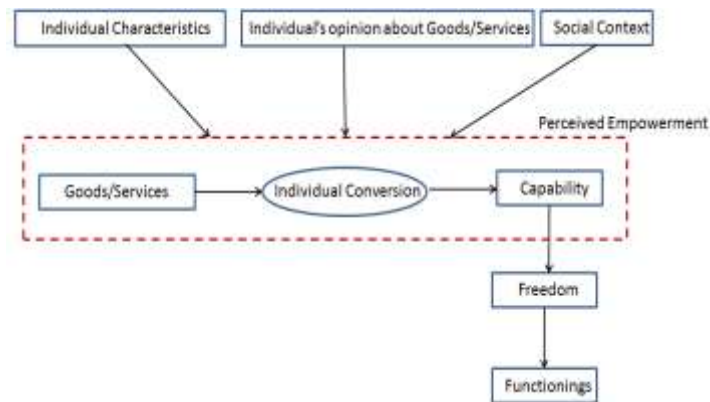 Individual Characteristics
Individual's opinion about Goods/Services
Social Context
Perceived Empowerment
Goods/Services
Individual Conversion
Capability
Freedom
Functionings